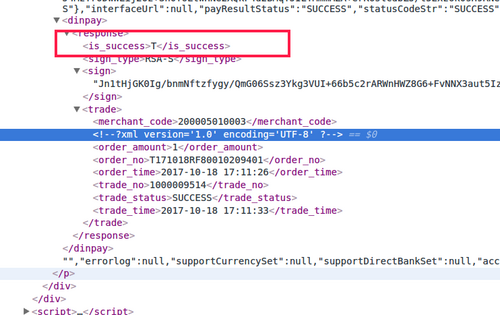 S"},"interfaceUrl":null,"payResultStatus":"SUCCESS","statusCodeStr":"SUCCESS"
▼<dinpay>
▼<response>
<is_success>T</is_success>
<sign_type>RSA-S</sign_type>
▼<sign>
"Jn1tHjGK0Ig/bnmNftzfygy/QmG06Ssz3Ykg3VUI+66b5c2rARWnHWZ8G6+FvNNX3aut5Iz
</sign>
▼<trade>
<merchant_code>200005010003</merchant_code>
<!--?xml version='1.0' encoding='UTF-8' ?--> == $0
<order_amount>1</order_amount>
<order_no>T171018RF80010209401</order_no>
<order_time>2017-10-18 17:11:26</order_time>
<trade_no>1000009514</trade_no>
<trade_status>SUCCESS</trade_status>
<trade_time>2017-10-18 17:11:33</trade_time>
</trade>
</response>
</dinpay>
"","errorlog":null,"supportCurrencySet":null,"supportDirectBankSet":null,"acc
</p>
</div>
</div>
▶<script>…</script>